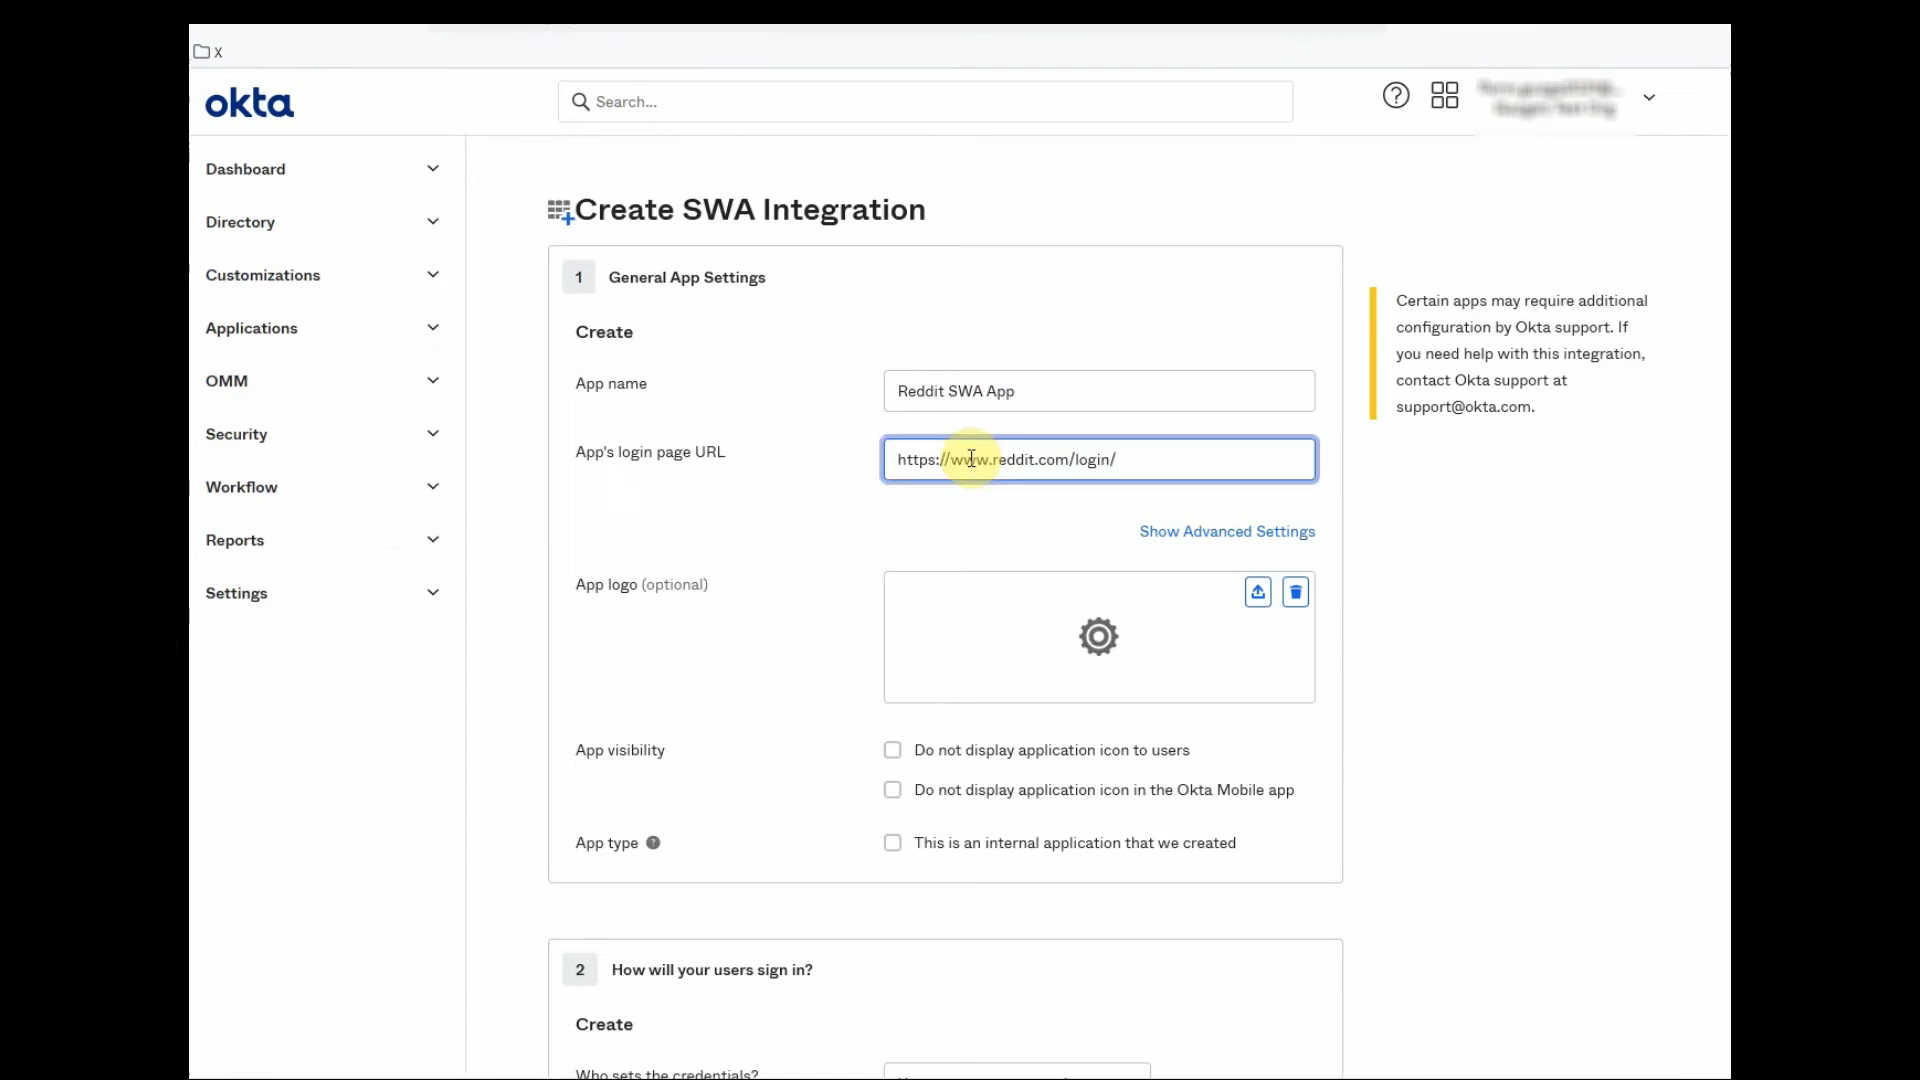 X
okta
Search...
Dashboard
Directory
Customizations
Applications
OMM
Security
Workflow
Reports
Settings
Create SWA Integration
1 General App Settings
Create
App name
Reddit SWA App
App's login page URL
https://www.reddit.com/login/
Show Advanced Settings
App logo (optional)
App visibility
Do not display application icon to users
Do not display application icon in the Okta Mobile app
App type ?
This is an internal application that we created
Certain apps may require additional
configuration by Okta support. If
you need help with this integration,
contact Okta support at
support@okta.com.
2 How will your users sign in?
Create
Who sets the credentials?